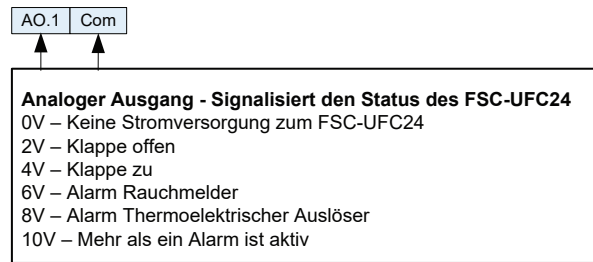 AO.1 Com
Analoger Ausgang - Signalisiert den Status des FSC-UFC24
0V – Keine Stromversorgung zum FSC-UFC24
2V – Klappe offen
4V – Klappe zu
6V – Alarm Rauchmelder
8V – Alarm Thermoelektrischer Auslöser
10V – Mehr als ein Alarm ist aktiv